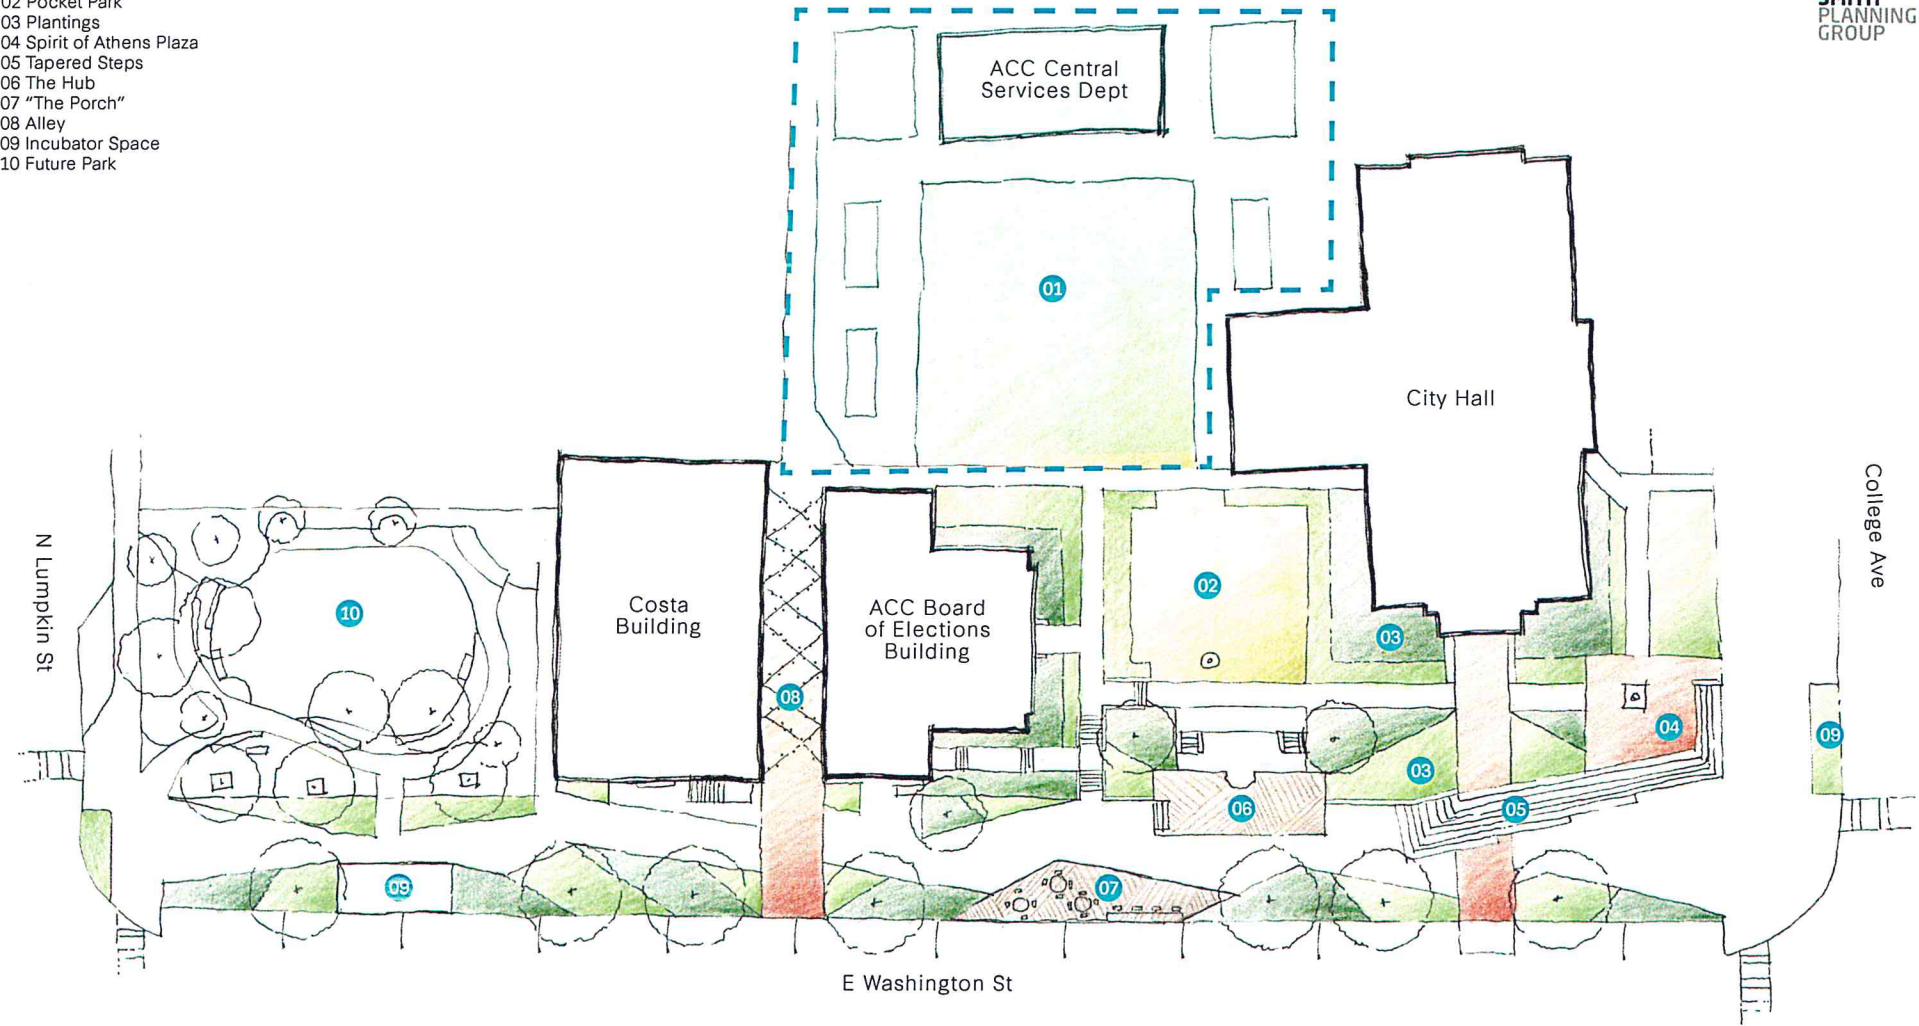 02 Pocket Park
03 Plantings
04 Spirit of Athens Plaza
05 Tapered Steps
06 The Hub
07 "The Porch"
08 Alley
09 Incubator Space
10 Future Park
SMITH
PLANNING
GROUP
ACC Central
Services Dept
01
City Hall
N Lumpkin St
College Ave
10
Costa
Building
08
ACC Board
of Elections
Building
02
03
04
09
03
05
06
09
07
E Washington St